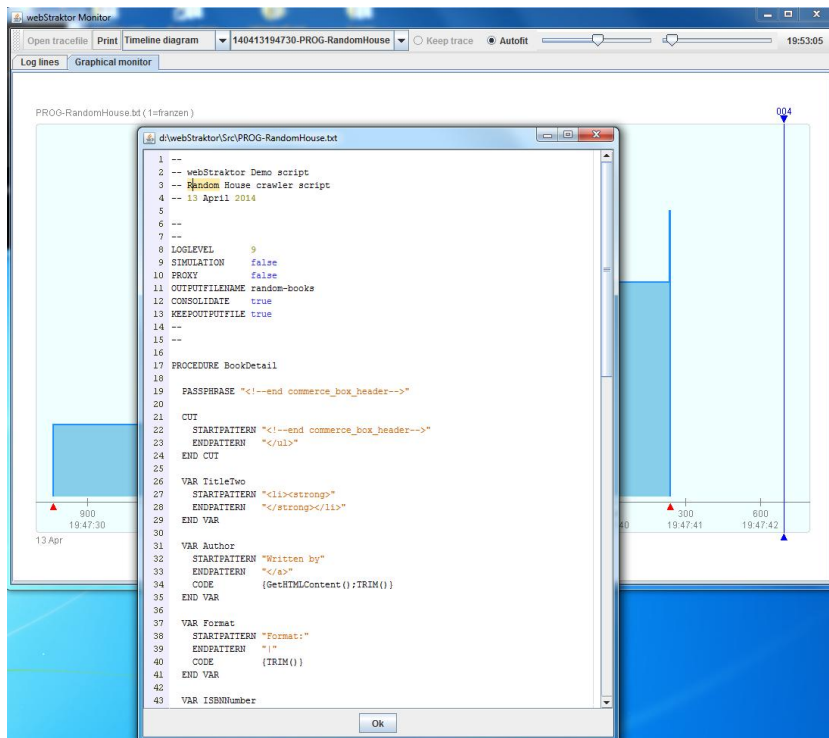 webStraktor Monitor
Open tracefile Print Timeline diagram 140413194730-PROG-RandomHouse Keep trace Autofit 19:53:05
Log lines Graphical monitor
PROG-RandomHouse.txt ( 1=franzen ) 004
d:\webStraktor\Src\PROG-RandomHouse.txt
1 --
2 -- webStraktor Demo script
3 -- Random House crawler script
4 -- 13 April 2014
5
6 --
7 --
8 LOGLEVEL 9
9 SIMULATION false
10 PROXY false
11 OUTPUTFILENAME random-books
12 CONSOLIDATE true
13 KEEPOUTPUTFILE true
14 --
15 --
16
17 PROCEDURE BookDetail
18
19 PASSPHRASE "<!--end commerce_box_header-->"
20
21 CUT
22 STARTPATTERN "<!--end commerce_box_header-->"
23 ENDPATTERN "</ul>"
24 END CUT
25
26 VAR TitleTwo
27 STARTPATTERN "<li><strong>"
28 ENDPATTERN "</strong></li>"
29 END VAR
30
31 VAR Author
32 STARTPATTERN "Written by"
33 ENDPATTERN "</a>"
34 CODE {GetHTMLContent();TRIM()}
35 END VAR
36
37 VAR Format
38 STARTPATTERN "Format:"
39 ENDPATTERN "|"
40 CODE {TRIM()}
41 END VAR
42
43 VAR ISBNNumber
Ok
900 300 600
19:47:30 40 19:47:41 19:47:42
13 Apr